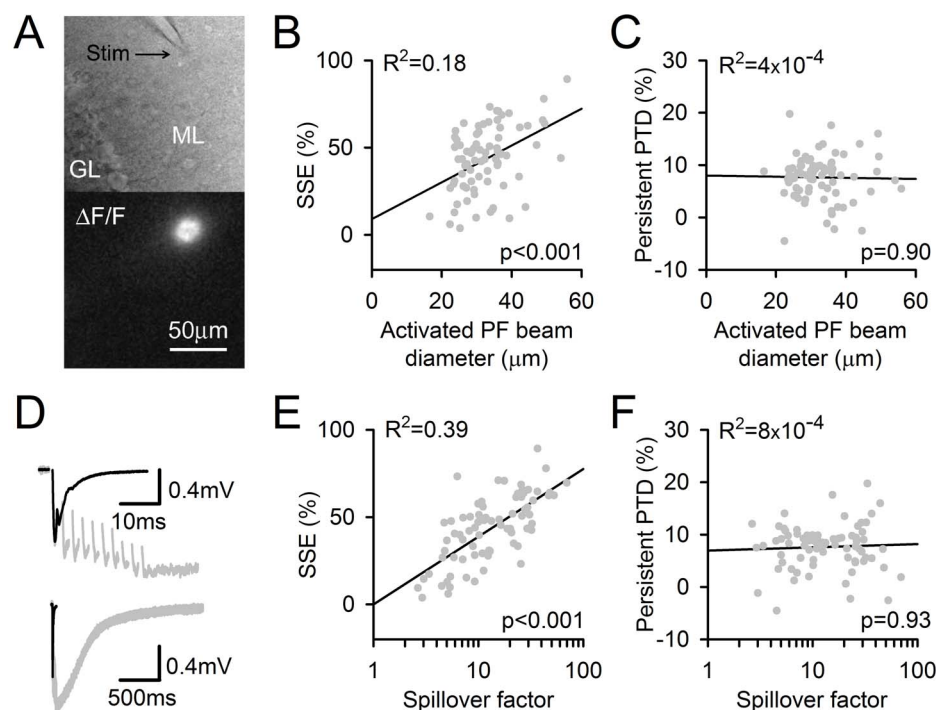 A
Stim
ML
GL
ΔF/F
50μm
B
R²=0.18
SSE (%)
100
50
0
p<0.001
0 20 40 60
Activated PF beam
diameter (μm)
C
R²=4x10⁻⁴
Persistent PTD (%)
30
20
10
0
-10
p=0.90
0 20 40 60
Activated PF beam
diameter (μm)
D
0.4mV
10ms
0.4mV
500ms
E
R²=0.39
SSE (%)
100
50
0
p<0.001
1 10 100
Spillover factor
F
R²=8x10⁻⁴
Persistent PTD (%)
30
20
10
0
-10
p=0.93
1 10 100
Spillover factor